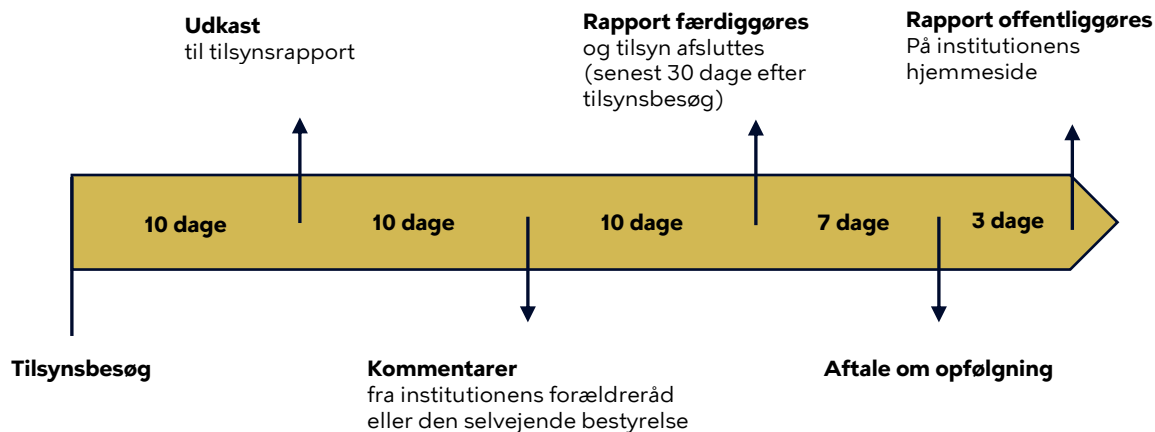 Udkast
til tilsynsrapport
Rapport færdiggøres
og tilsyn afsluttes
(senest 30 dage efter
tilsynsbesøg)
Rapport offentliggøres
På institutionens
hjemmeside
10 dage
10 dage
10 dage
7 dage
3 dage
Tilsynsbesøg
Kommentarer
fra institutionens forældreråd
eller den selvejende bestyrelse
Aftale om opfølgning